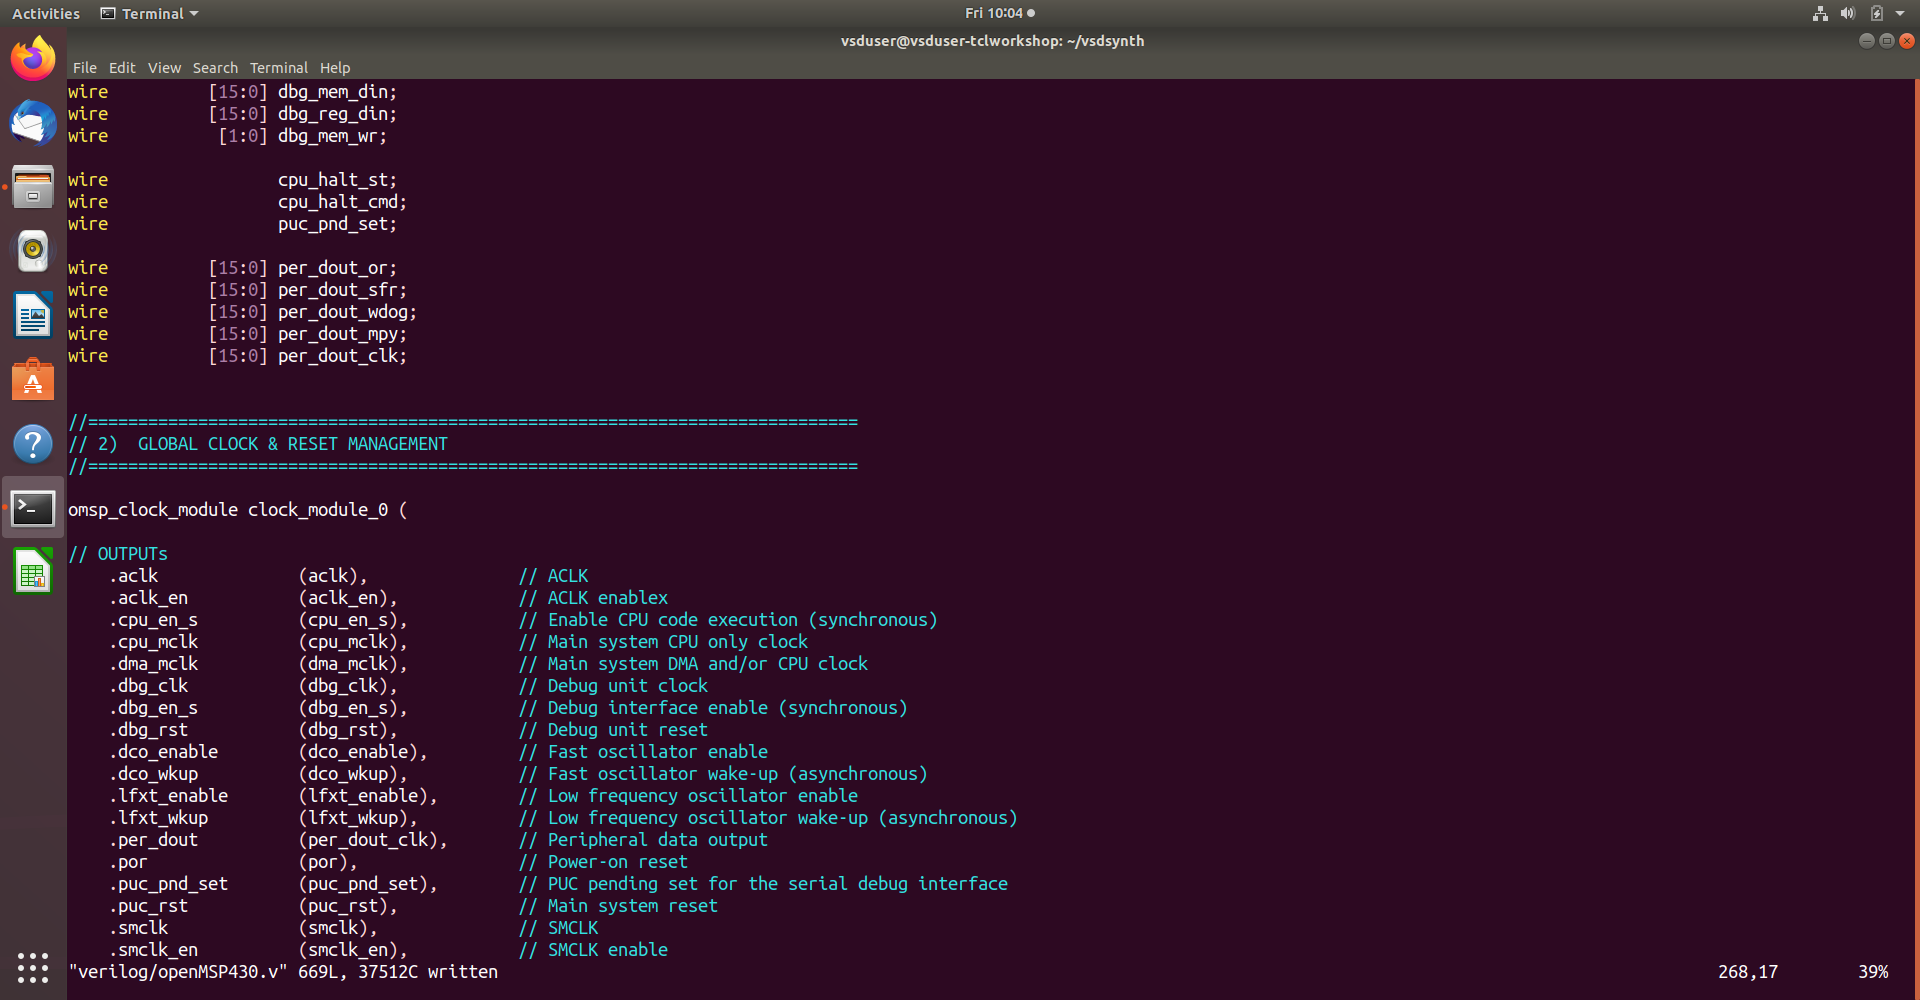 Activities Terminal Fri 10:04
vsduser@vsduser-tclworkshop: ~/vsdsynth
File Edit View Search Terminal Help
wire          [15:0] dbg_mem_din;
wire          [15:0] dbg_reg_din;
wire           [1:0] dbg_mem_wr;
wire                 cpu_halt_st;
wire                 cpu_halt_cmd;
wire                 puc_pnd_set;
wire          [15:0] per_dout_or;
wire          [15:0] per_dout_sfr;
wire          [15:0] per_dout_wdog;
wire          [15:0] per_dout_mpy;
wire          [15:0] per_dout_clk;
//=============================================================================
// 2)  GLOBAL CLOCK & RESET MANAGEMENT
//=============================================================================
omsp_clock_module clock_module_0 (
// OUTPUTs
    .aclk              (aclk),               // ACLK
    .aclk_en           (aclk_en),            // ACLK enablex
    .cpu_en_s          (cpu_en_s),           // Enable CPU code execution (synchronous)
    .cpu_mclk          (cpu_mclk),           // Main system CPU only clock
    .dma_mclk          (dma_mclk),           // Main system DMA and/or CPU clock
    .dbg_clk           (dbg_clk),            // Debug unit clock
    .dbg_en_s          (dbg_en_s),           // Debug interface enable (synchronous)
    .dbg_rst           (dbg_rst),            // Debug unit reset
    .dco_enable        (dco_enable),         // Fast oscillator enable
    .dco_wkup          (dco_wkup),           // Fast oscillator wake-up (asynchronous)
    .lfxt_enable       (lfxt_enable),        // Low frequency oscillator enable
    .lfxt_wkup         (lfxt_wkup),          // Low frequency oscillator wake-up (asynchronous)
    .per_dout          (per_dout_clk),       // Peripheral data output
    .por               (por),                // Power-on reset
    .puc_pnd_set       (puc_pnd_set),        // PUC pending set for the serial debug interface
    .puc_rst           (puc_rst),            // Main system reset
    .smclk             (smclk),              // SMCLK
    .smclk_en          (smclk_en),           // SMCLK enable
"verilog/openMSP430.v" 669L, 37512C written 268,17 39%